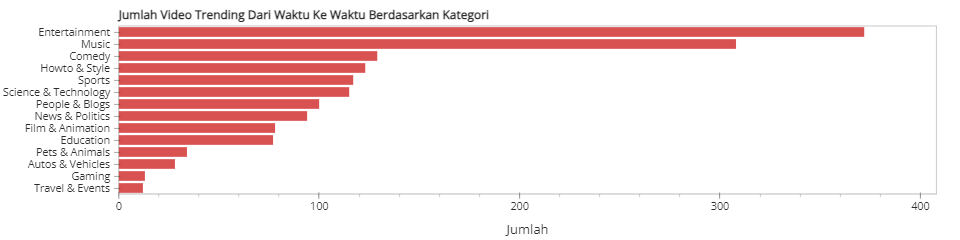 Jumlah Video Trending Dari Waktu Ke Waktu Berdasarkan Kategori
Entertainment
Music
Comedy
Howto & Style
Sports
Science & Technology
People & Blogs
News & Politics
Film & Animation
Education
Pets & Animals
Autos & Vehicles
Gaming
Travel & Events
0 100 200 300 400
Jumlah